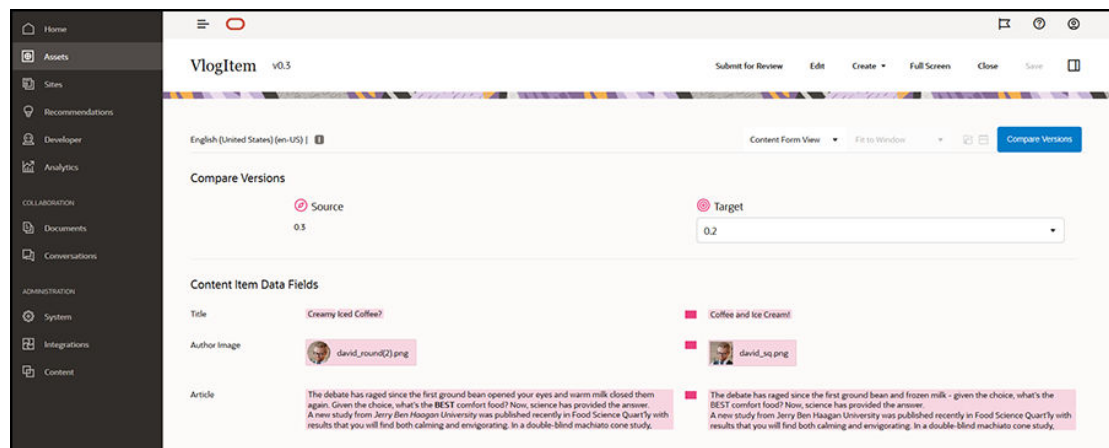 Home
Assets
Sites
Recommendations
Developer
Analytics
COLLABORATION
Documents
Conversations
ADMINISTRATION
System
Integrations
Content
VlogItem v0.3
Submit for Review Edit Create Full Screen Close Save
English (United States) (en-US) |
Content Form View Fit to Window Compare Versions
Compare Versions
Source Target
0.3 0.2
Content Item Data Fields
Title Creamy Iced Coffee? Coffee and Ice Cream!
Author Image david_round(2).png david_sq.png
Article
The debate has raged since the first ground bean opened your eyes and warm milk closed them
again. Given the choice, what's the BEST comfort food? Now, science has provided the answer.
A new study from Jerry Ben Haagan University was published recently in Food Science Quart'ly with
results that you will find both calming and envigorating. In a double-blind machiato cone study,
The debate has raged since the first ground bean and frozen milk - given the choice, what's the
BEST comfort food? Now, science has provided the answer.
A new study from Jerry Ben Haagan University was published recently in Food Science Quart'ly with
results that you will find both calming and envigorating. In a double-blind machiato cone study,